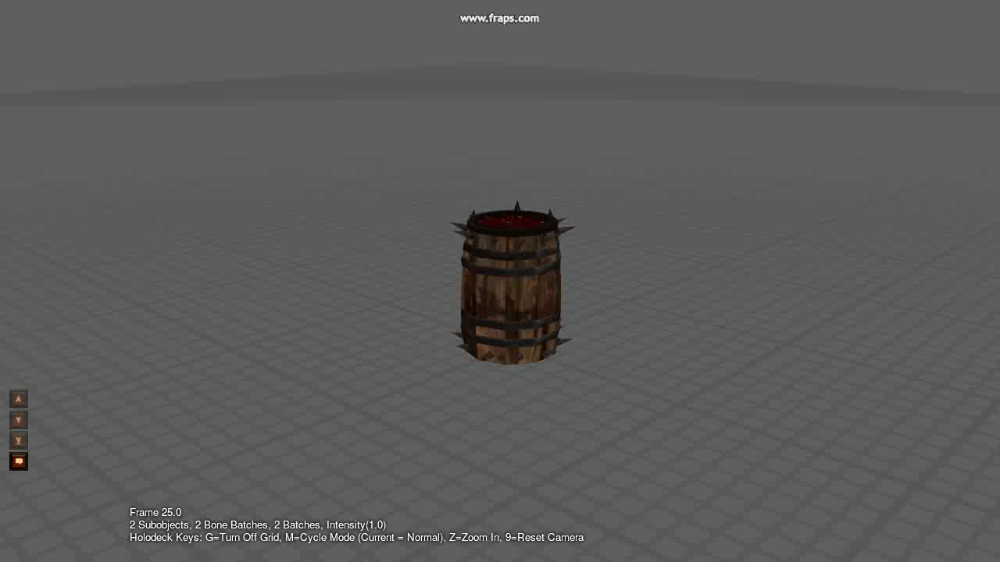 www.fraps.com
Frame 25.0
2 Subobjects, 2 Bone Batches, 2 Batches, Intensity(1.0)
Holodeck Keys: G=Turn Off Grid, M=Cycle Mode (Current = Normal), Z=Zoom In, 9=Reset Camera